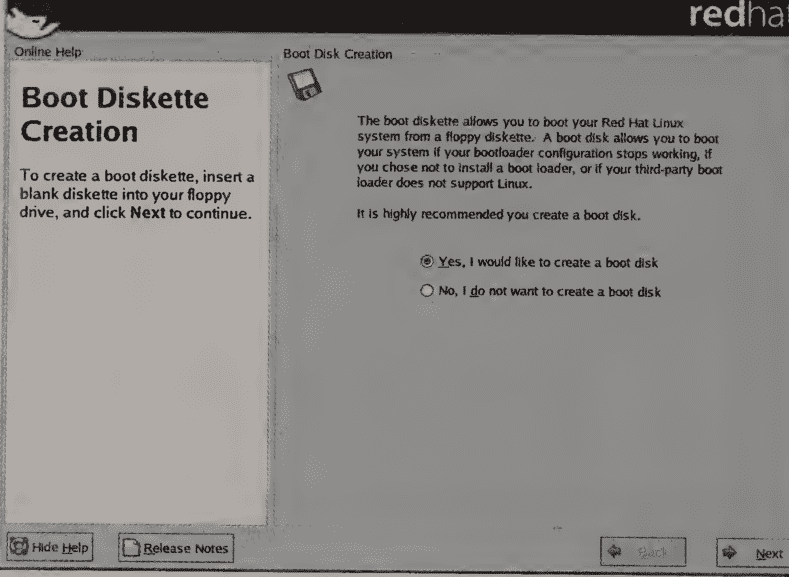 redha
Online Help
Boot Disk Creation
Boot Diskette
Creation
To create a boot diskette, insert a
blank diskette into your floppy
drive, and click Next to continue.
The boot diskette allows you to boot your Red Hat Linux
system from a floppy diskette. A boot disk allows you to boot
your system if your bootloader configuration stops working, if
you chose not to install a boot loader, or if your third-party boot
loader does not support Linux.
It is highly recommended you create a boot disk.
Yes, I would like to create a boot disk
No, I do not want to create a boot disk
Hide Help
Release Notes
Back
Next